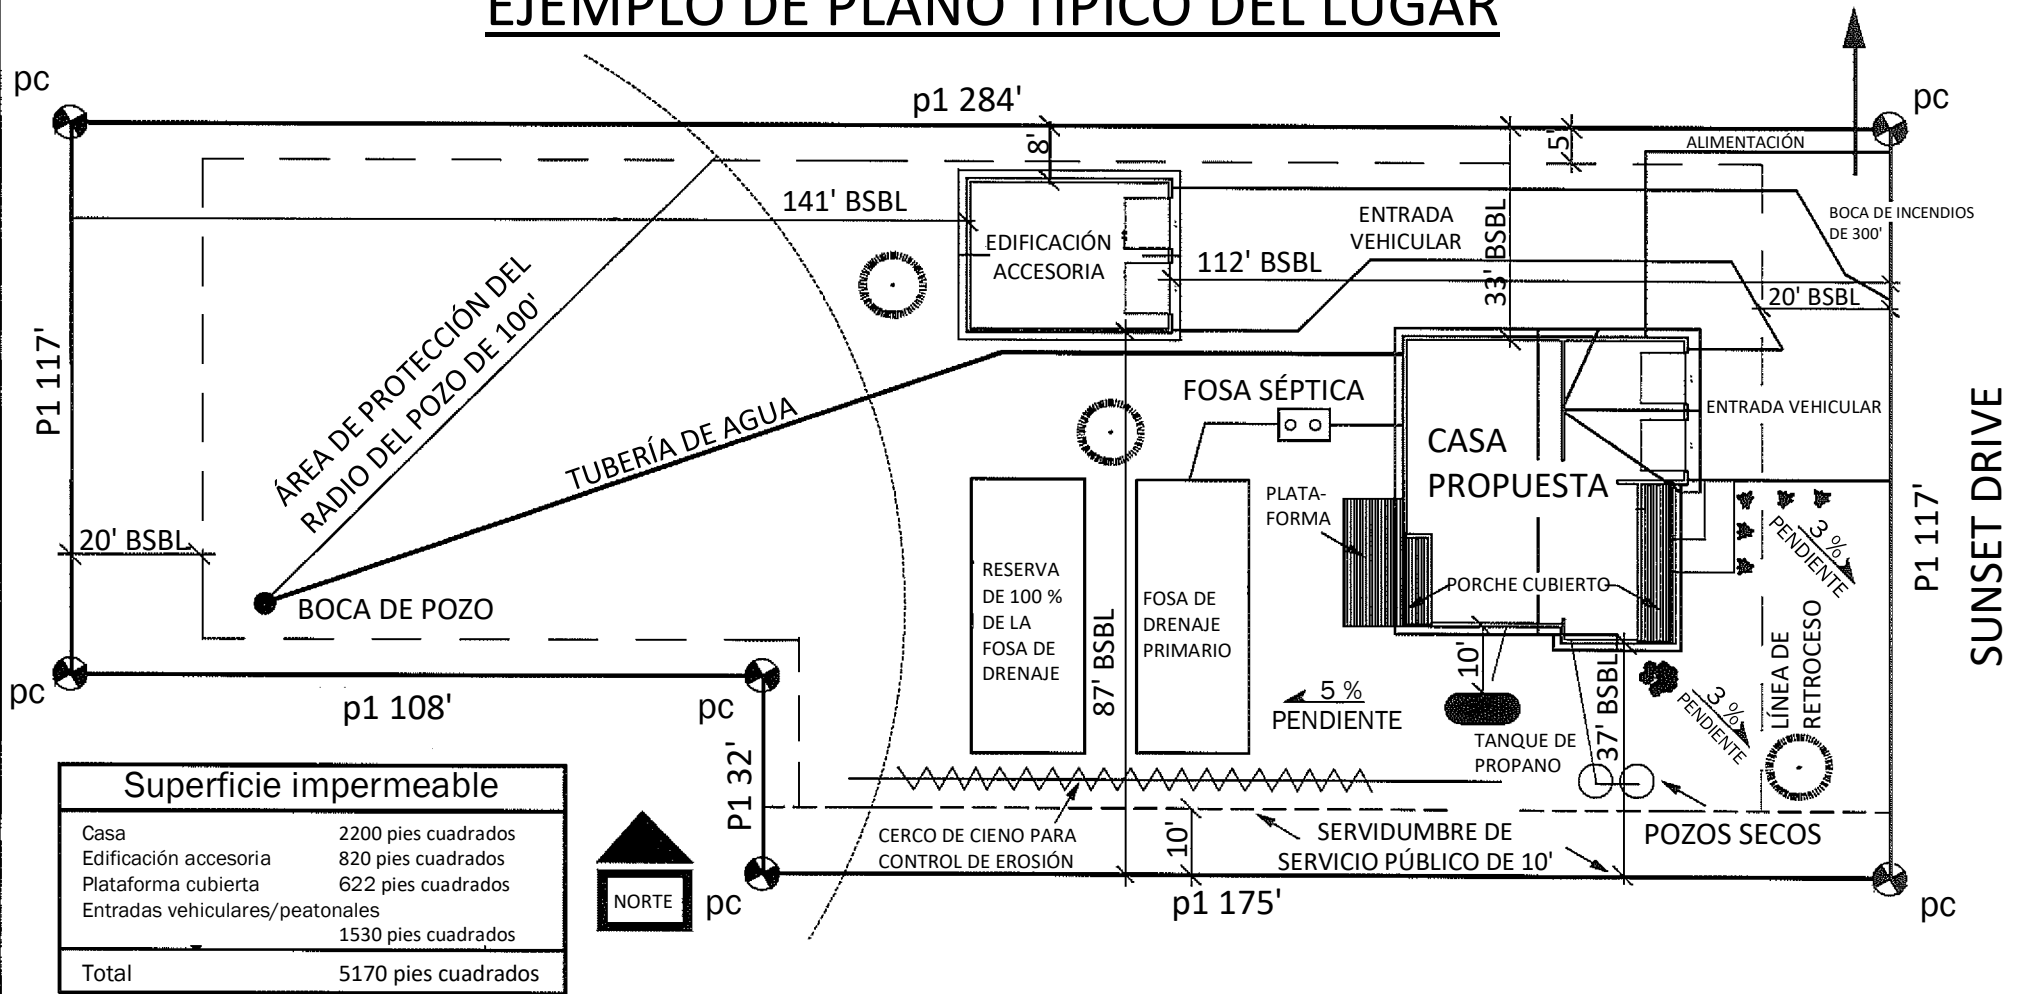 EJEMPLO DE PLANO TÍPICO DEL LUGAR
pc
p1 284'
pc
8'
5'
ALIMENTACIÓN
141' BSBL
EDIFICACIÓN
ACCESORIA
ENTRADA
VEHICULAR
33' BSBL
BOCA DE INCENDIOS
DE 300'
112' BSBL
20' BSBL
P1 117'
ÁREA DE PROTECCIÓN DEL
RADIO DEL POZO DE 100'
TUBERÍA DE AGUA
FOSA SÉPTICA
CASA
PROPUESTA
ENTRADA VEHICULAR
SUNSET DRIVE
PLATA-
FORMA
3 %
PENDIENTE
P1 117'
20' BSBL
BOCA DE POZO
RESERVA
DE 100 %
DE LA
FOSA DE
DRENAJE
87' BSBL
FOSA DE
DRENAJE
PRIMARIO
PORCHE CUBIERTO
LÍNEA DE
RETROCESO
10'
37' BSBL
5 %
PENDIENTE
3 %
PENDIENTE
pc
p1 108'
pc
TANQUE DE
PROPANO
P1 32'
CERCO DE CIENO PARA
CONTROL DE EROSIÓN
10'
SERVIDUMBRE DE
SERVICIO PÚBLICO DE 10'
POZOS SECOS
pc
p1 175'
pc
NORTE
Superficie impermeable
Casa 2200 pies cuadrados
Edificación accesoria 820 pies cuadrados
Plataforma cubierta 622 pies cuadrados
Entradas vehiculares/peatonales
1530 pies cuadrados
Total 5170 pies cuadrados